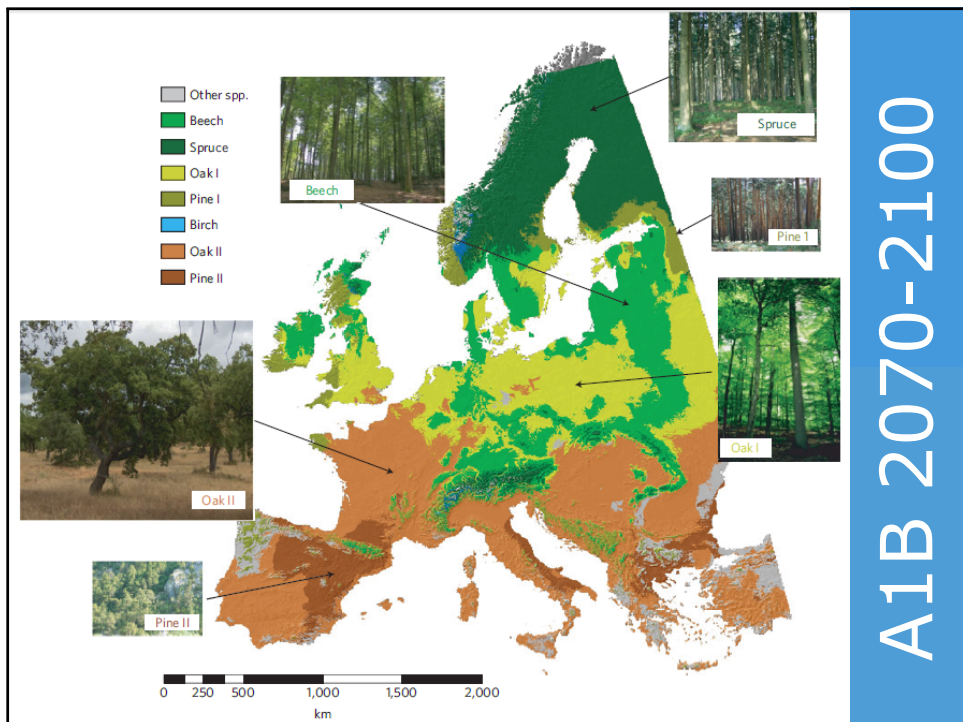 Other spp.
Beech
Spruce
Oak I
Pine I
Birch
Oak II
Pine II
Beech
Spruce
Pine 1
Oak I
Oak II
Pine II
0 250 500 1,000 1,500 2,000
km
A1B 2070-2100